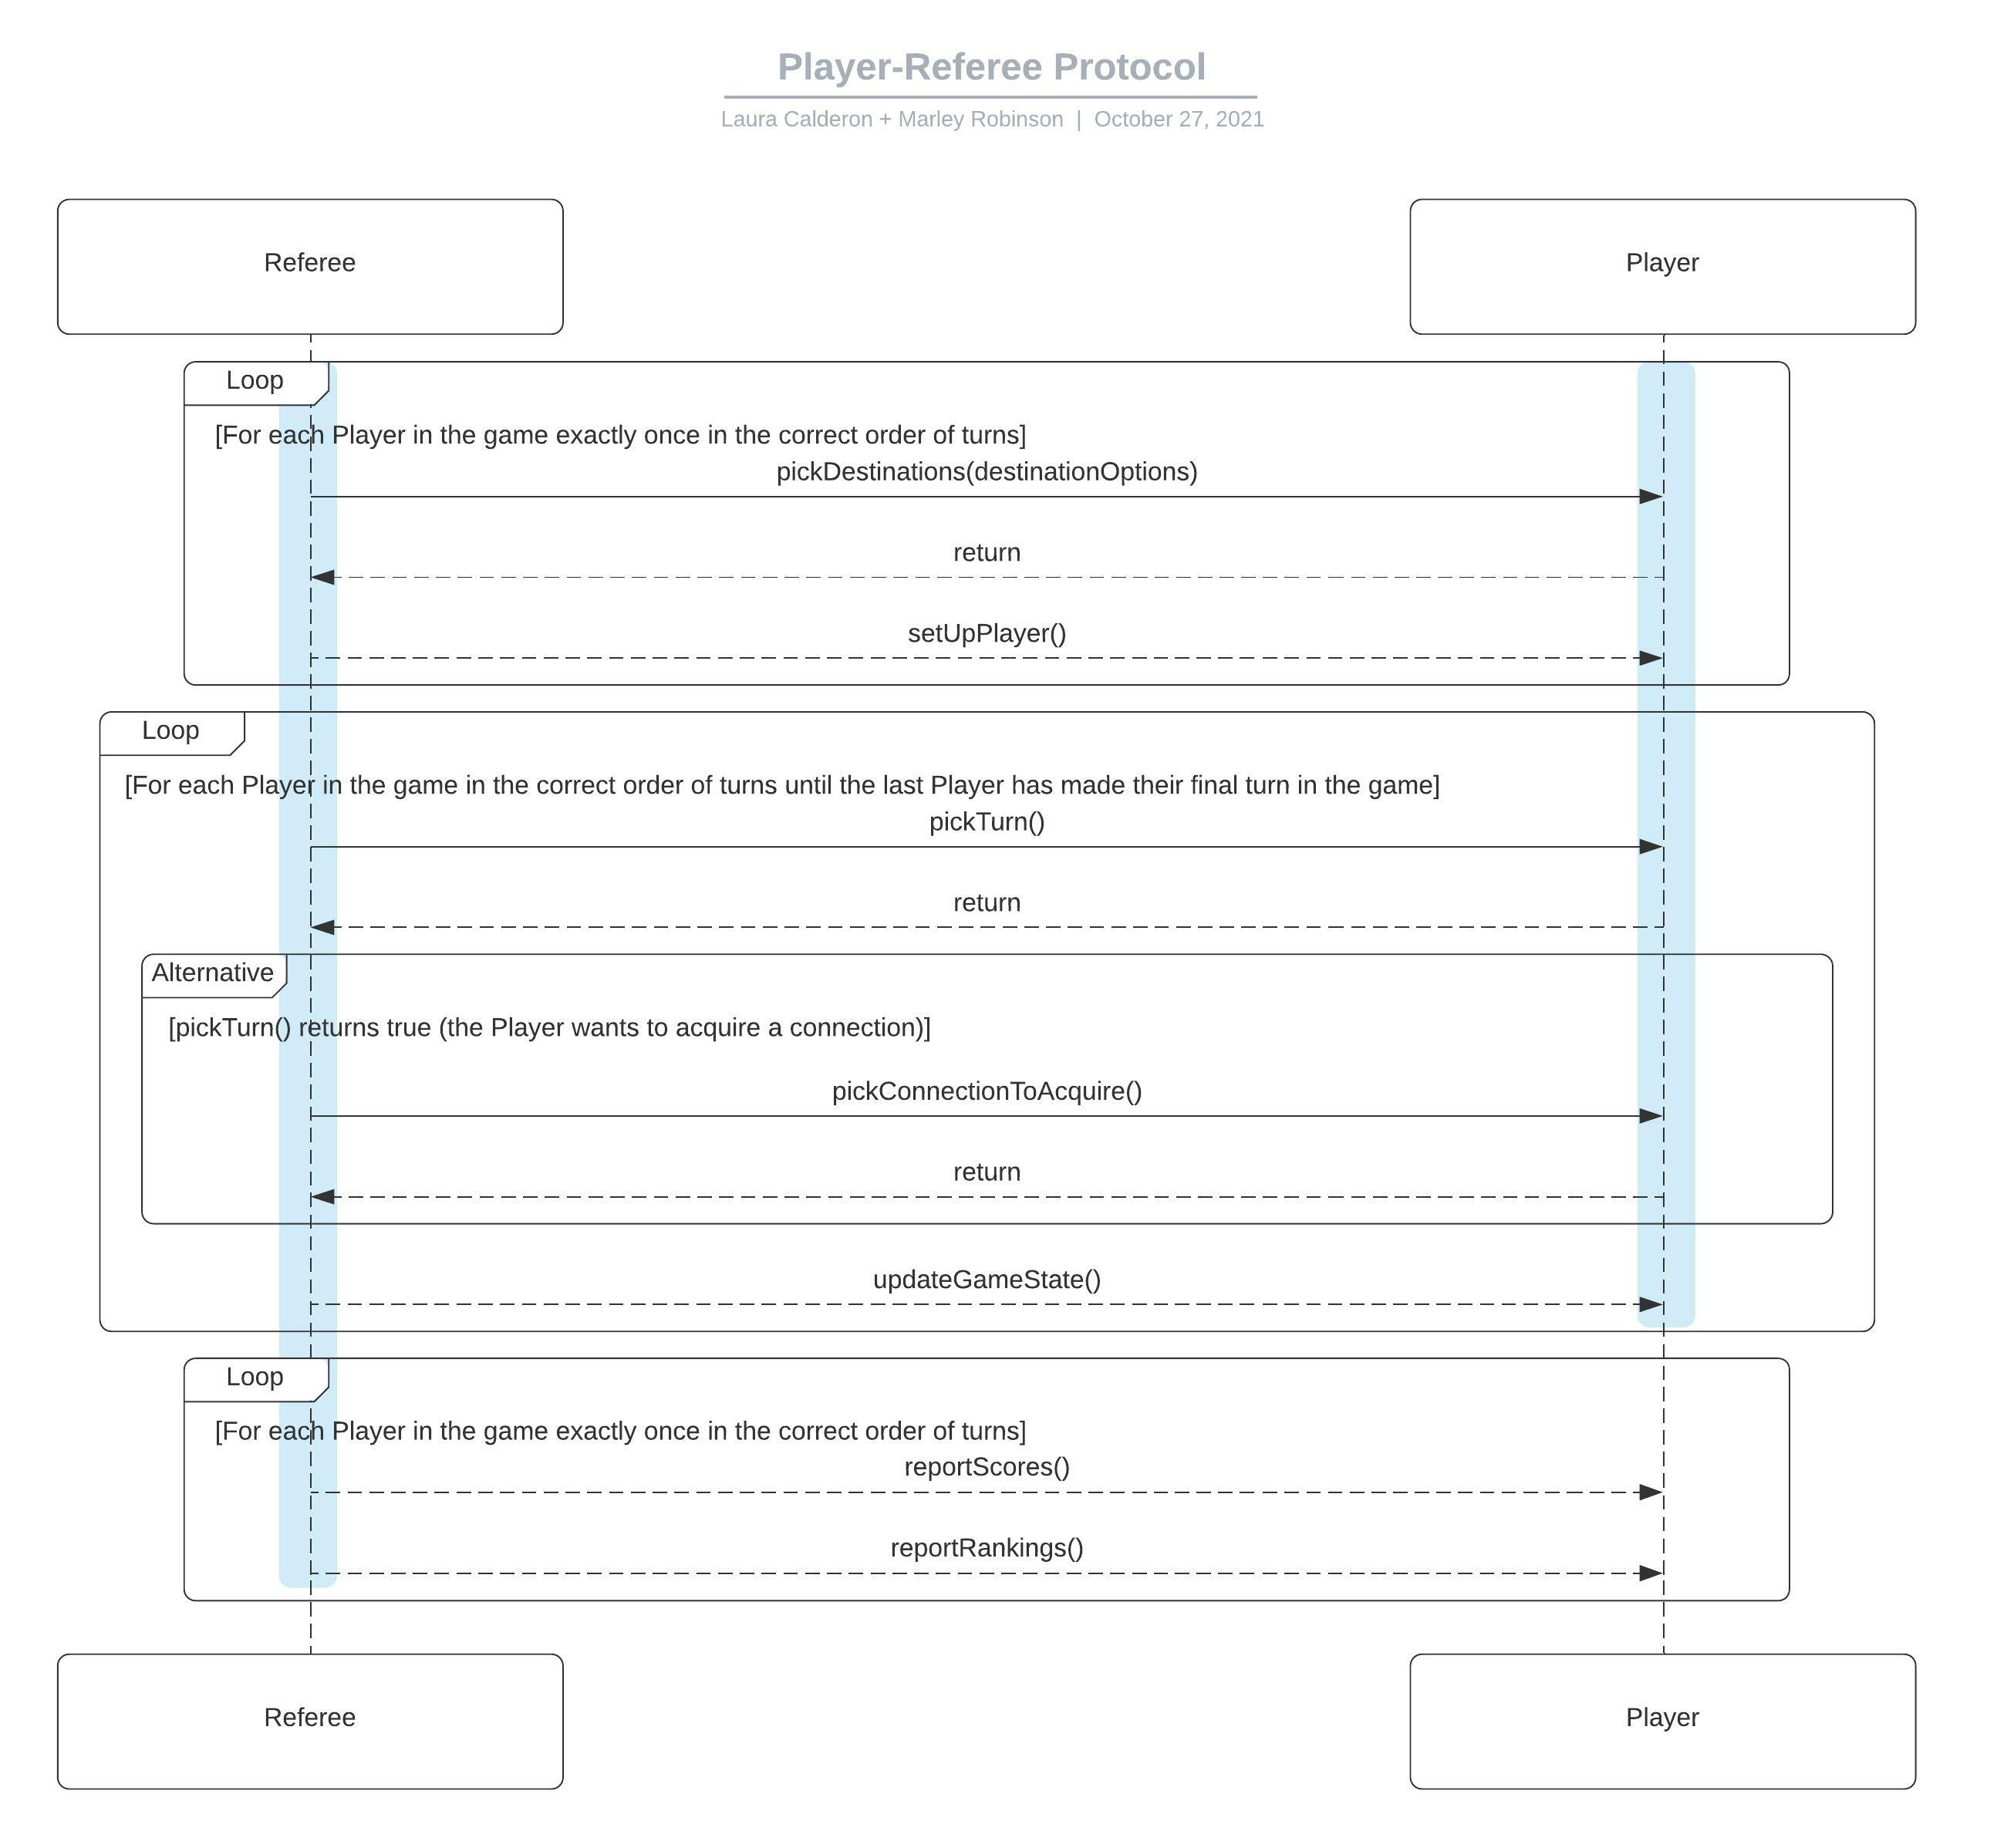 Player-Referee Protocol
Laura Calderon + Marley Robinson | October 27, 2021
Referee
Player
Loop
[For each Player in the game exactly once in the correct order of turns]
pickDestinations(destinationOptions)
return
setUpPlayer()
Loop
[For each Player in the game in the correct order of turns until the last Player has made their final turn in the game]
pickTurn()
return
Alternative
[pickTurn() returns true (the Player wants to acquire a connection)]
pickConnectionToAcquire()
return
updateGameState()
Loop
[For each Player in the game exactly once in the correct order of turns]
reportScores()
reportRankings()
Referee
Player